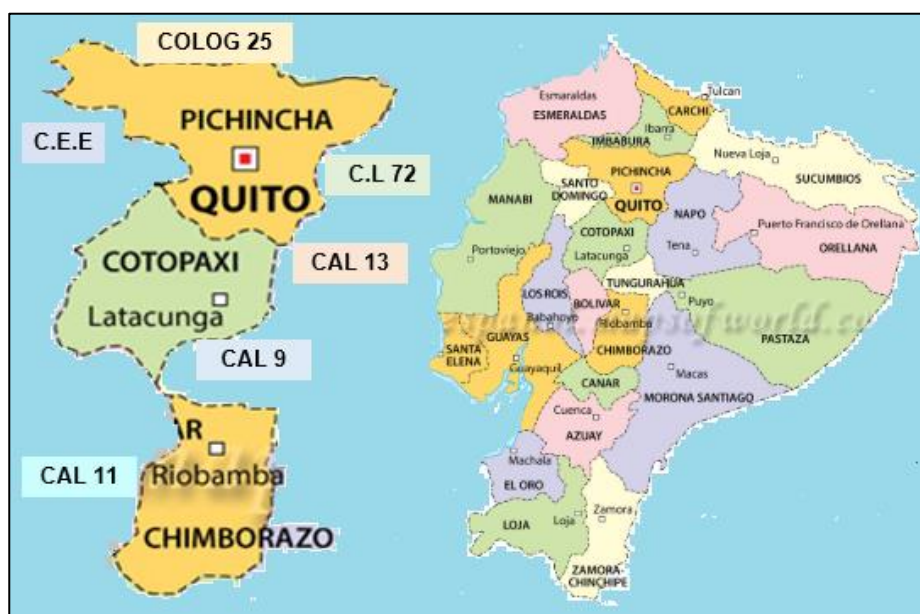 COLOG 25
PICHINCHA
C.E.E
C.L 72
QUITO
COTOPAXI
CAL 13
Latacunga
CAL 9
AR
Riobamba
CAL 11
CHIMBORAZO
Esmaraldas
ESMERALDAS
Tulcan
CARCHI
Ibarra
IMBABURA
Nueva Loja
SUCUMBIOS
PICHINCHA
QUITO
SANTO
DOMINGO
MANABI
NAPO
Puerto Francisco de Orellana
ORELLANA
COTOPAXI
Latacunga
Tena
Portoviejo
TUNGURAHUA
LOS ROIS
BOLIVAR
Puyo
Babahoyo
Riobamba
PASTAZA
GUAYAS
SANTA
ELENA
CHIMBORAZO
Guayaquil
Macas
CANAR
MORONA SANTIAGO
Cuenca
AZUAY
Machala
EL ORO
LOJA
Loja
Zamora
ZAMORA-
CHINCHIPE